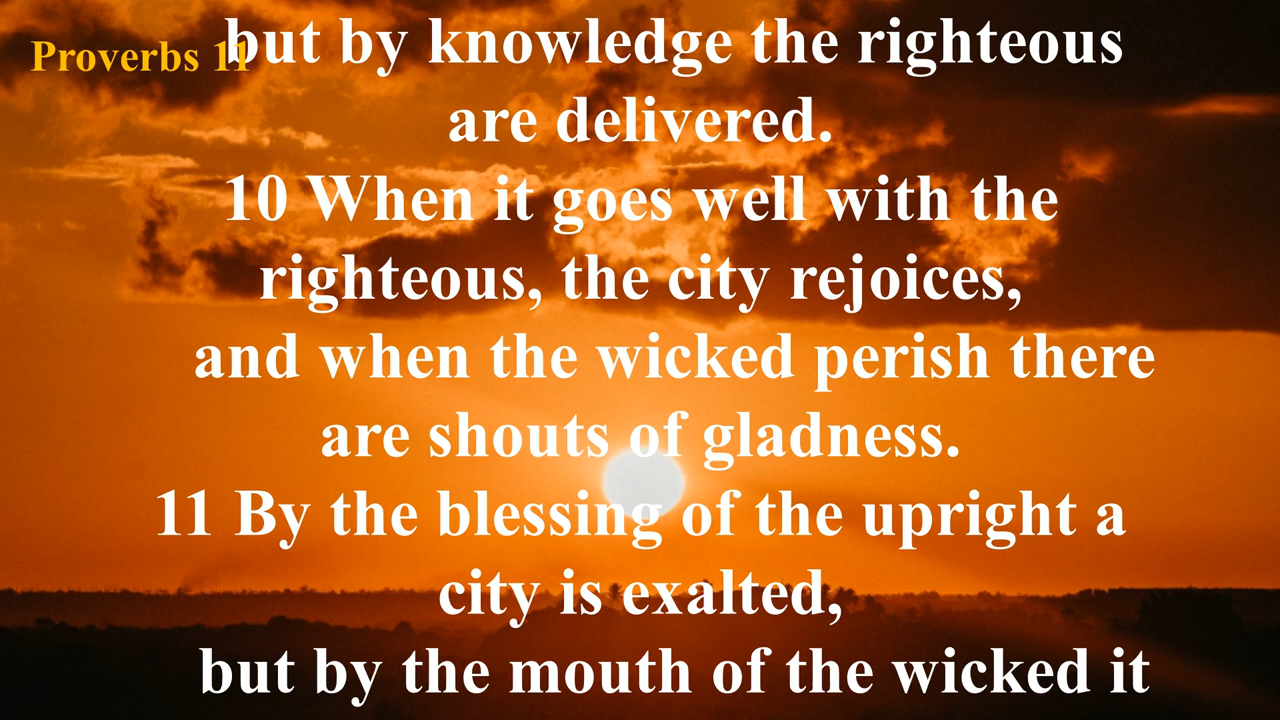 Proverbs 11
but by knowledge the righteous
are delivered.
10 When it goes well with the
righteous, the city rejoices,
and when the wicked perish there
are shouts of gladness.
11 By the blessing of the upright a
city is exalted,
but by the mouth of the wicked it